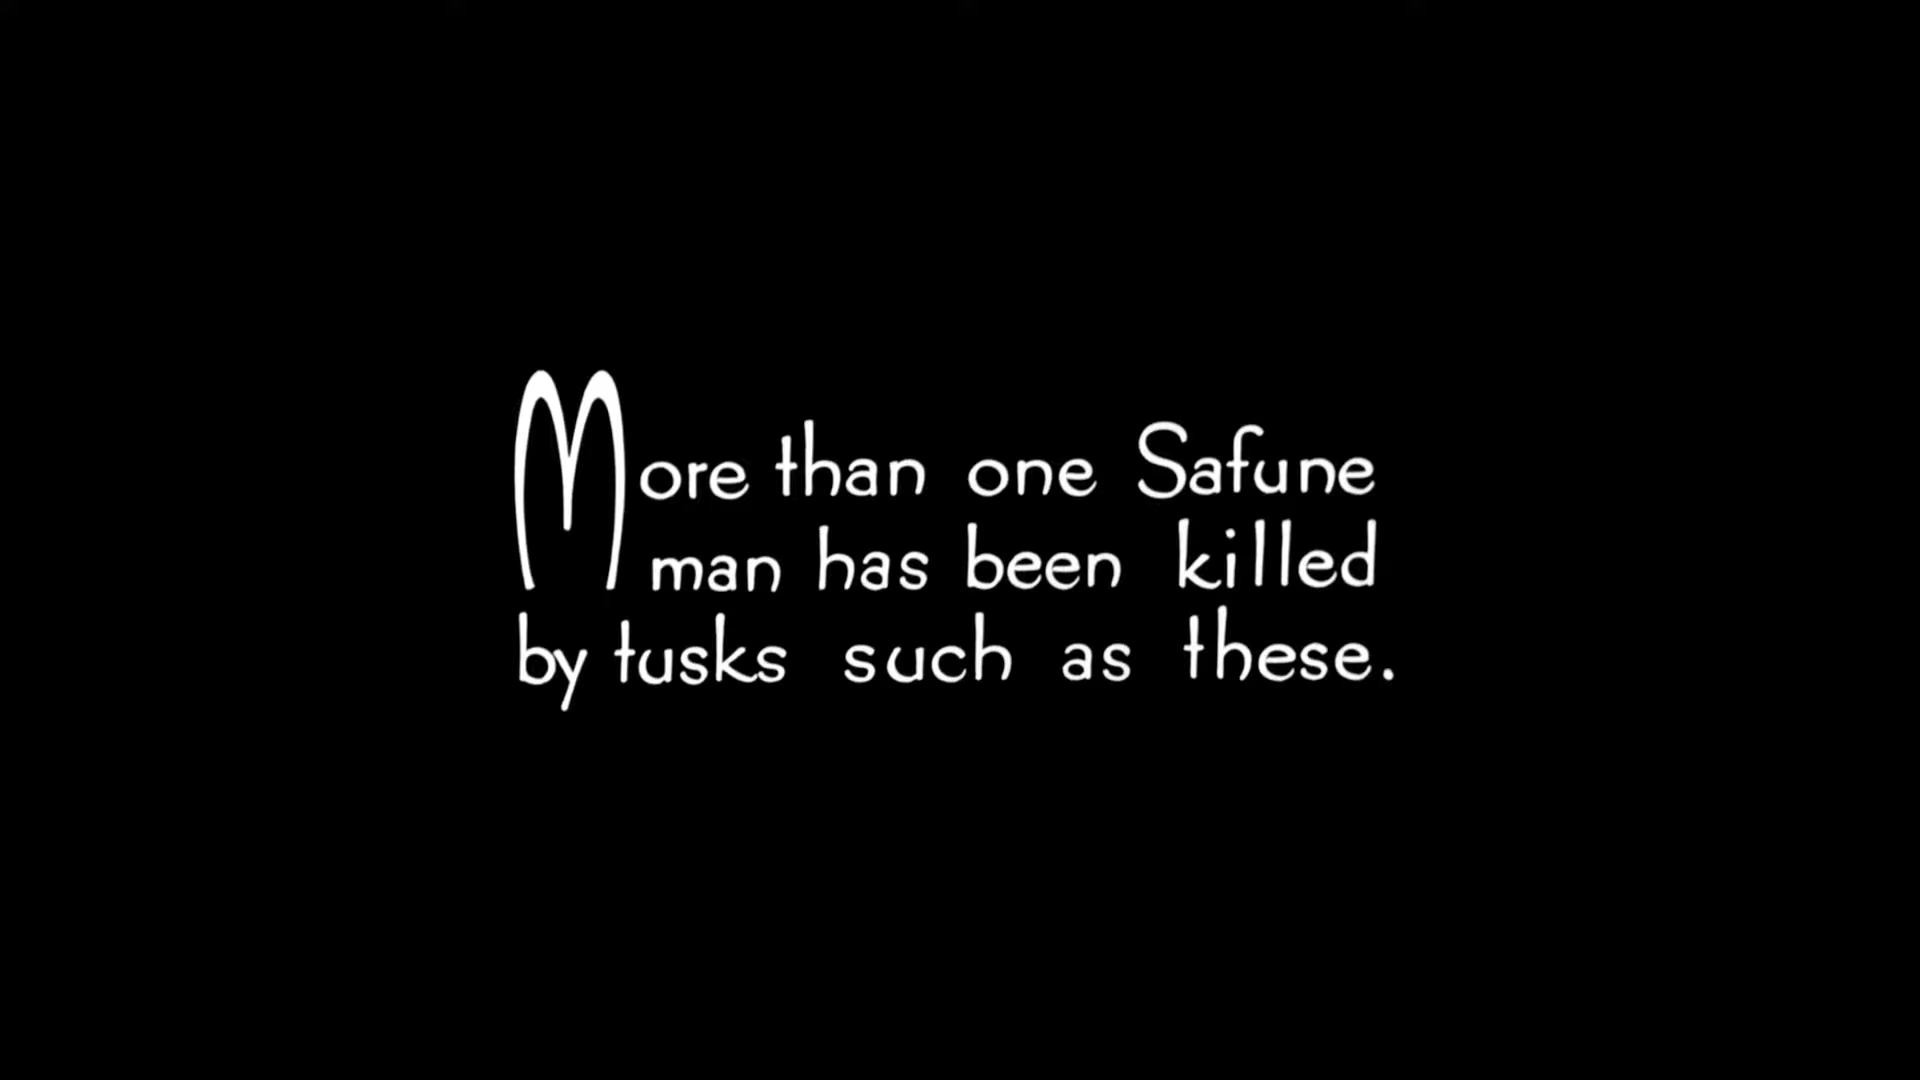 More than one Safune
man has been killed
by tusks such as these.